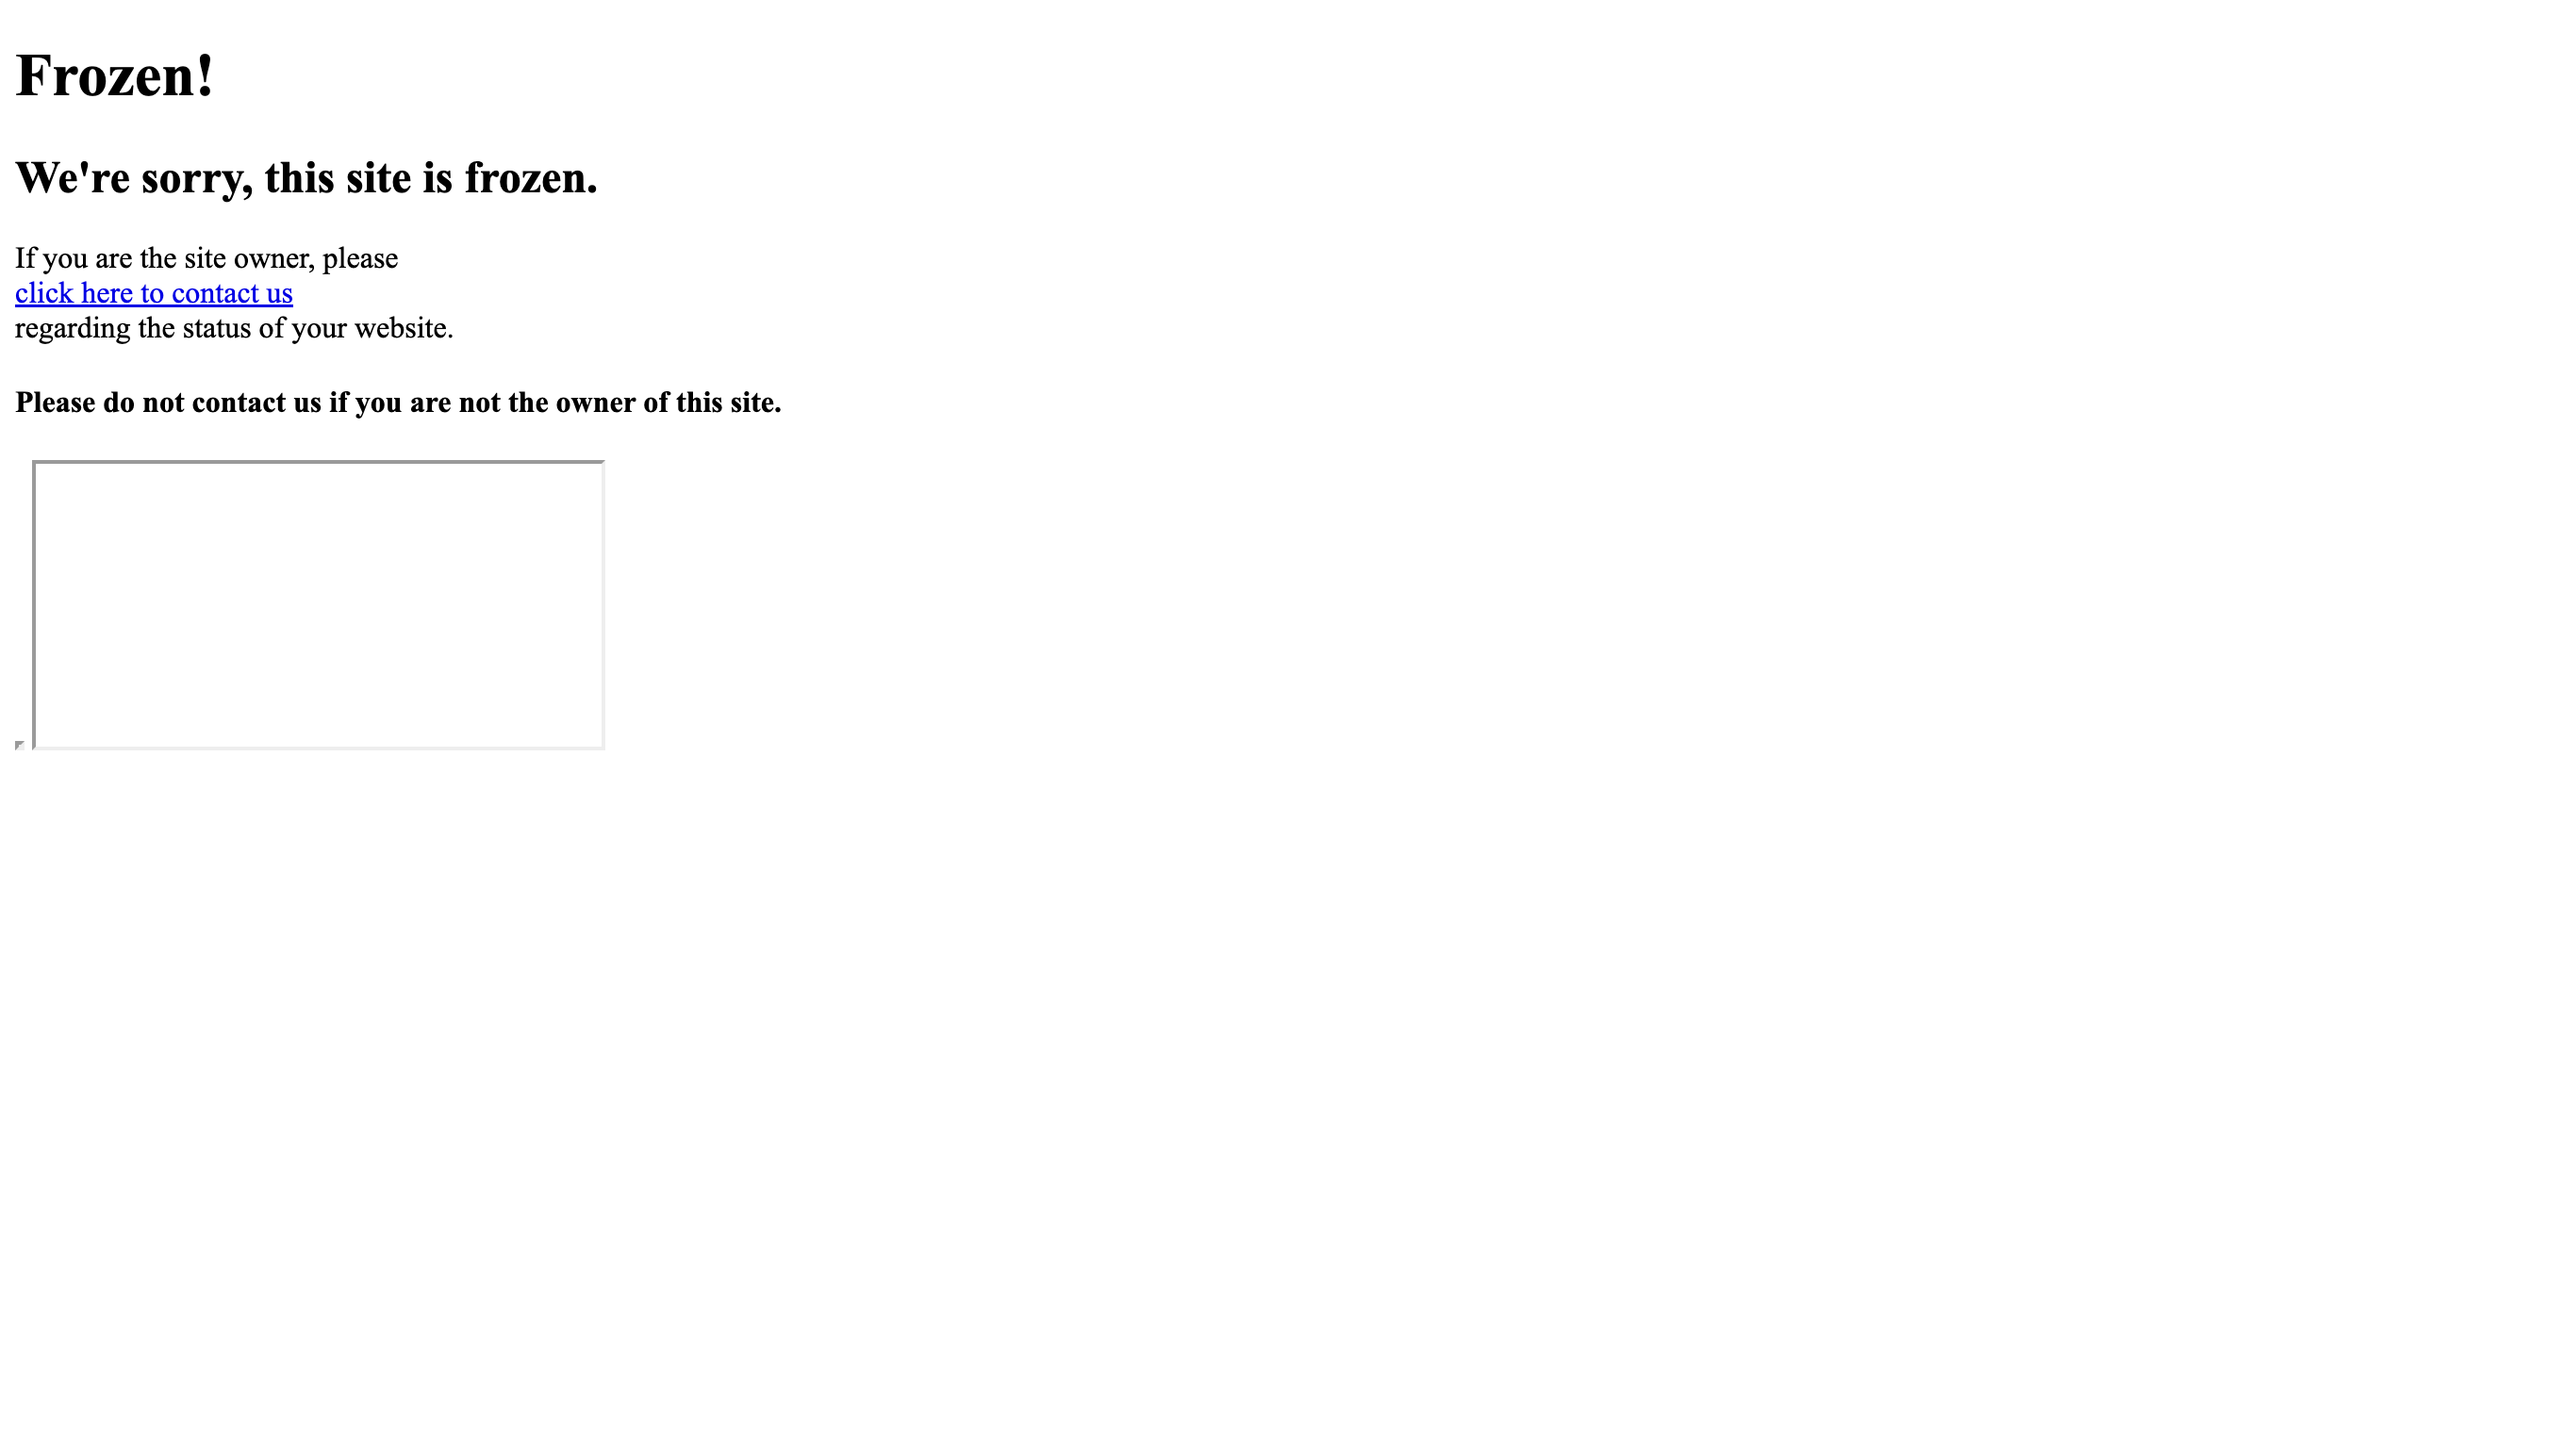 Frozen!
We're sorry, this site is frozen.
If you are the site owner, please
click here to contact us
regarding the status of your website.
Please do not contact us if you are not the owner of this site.